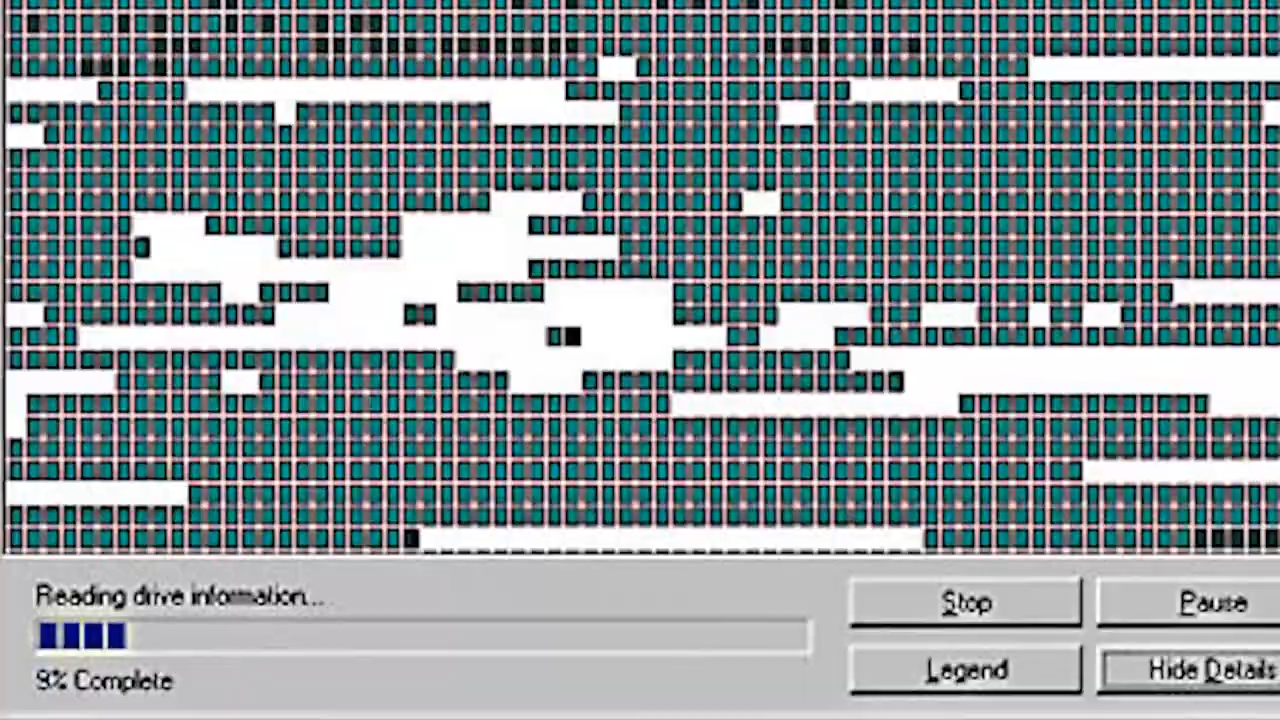 Reading drive information...
Stop
Pause
9% Complete
Legend
Hide Details